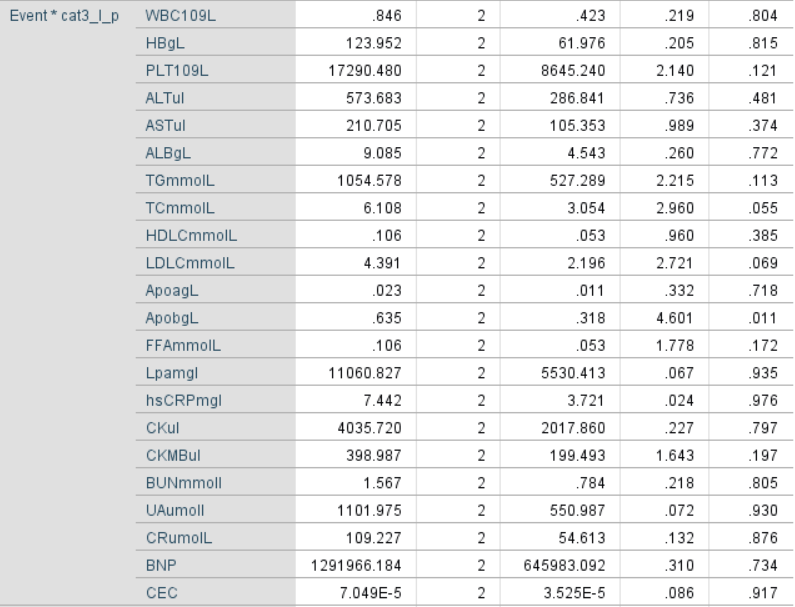 Event * cat3_l_p WBC109L .846 2 .423 .219 .804
HBgL 123.952 2 61.976 .205 .815
PLT109L 17290.480 2 8645.240 2.140 .121
ALTul 573.683 2 286.841 .736 .481
ASTul 210.705 2 105.353 .989 .374
ALBgL 9.085 2 4.543 .260 .772
TGmmolL 1054.578 2 527.289 2.215 .113
TCmmolL 6.108 2 3.054 2.960 .055
HDLCmmolL .106 2 .053 .960 .385
LDLCmmolL 4.391 2 2.196 2.721 .069
ApoagL .023 2 .011 .332 .718
ApobgL .635 2 .318 4.601 .011
FFAmmolL .106 2 .053 1.778 .172
Lpamgl 11060.827 2 5530.413 .067 .935
hsCRPmgl 7.442 2 3.721 .024 .976
CKul 4035.720 2 2017.860 .227 .797
CKMBul 398.987 2 199.493 1.643 .197
BUNmmoll 1.567 2 .784 .218 .805
UAumoll 1101.975 2 550.987 .072 .930
CRumolL 109.227 2 54.613 .132 .876
BNP 1291966.184 2 645983.092 .310 .734
CEC 7.049E-5 2 3.525E-5 .086 .917